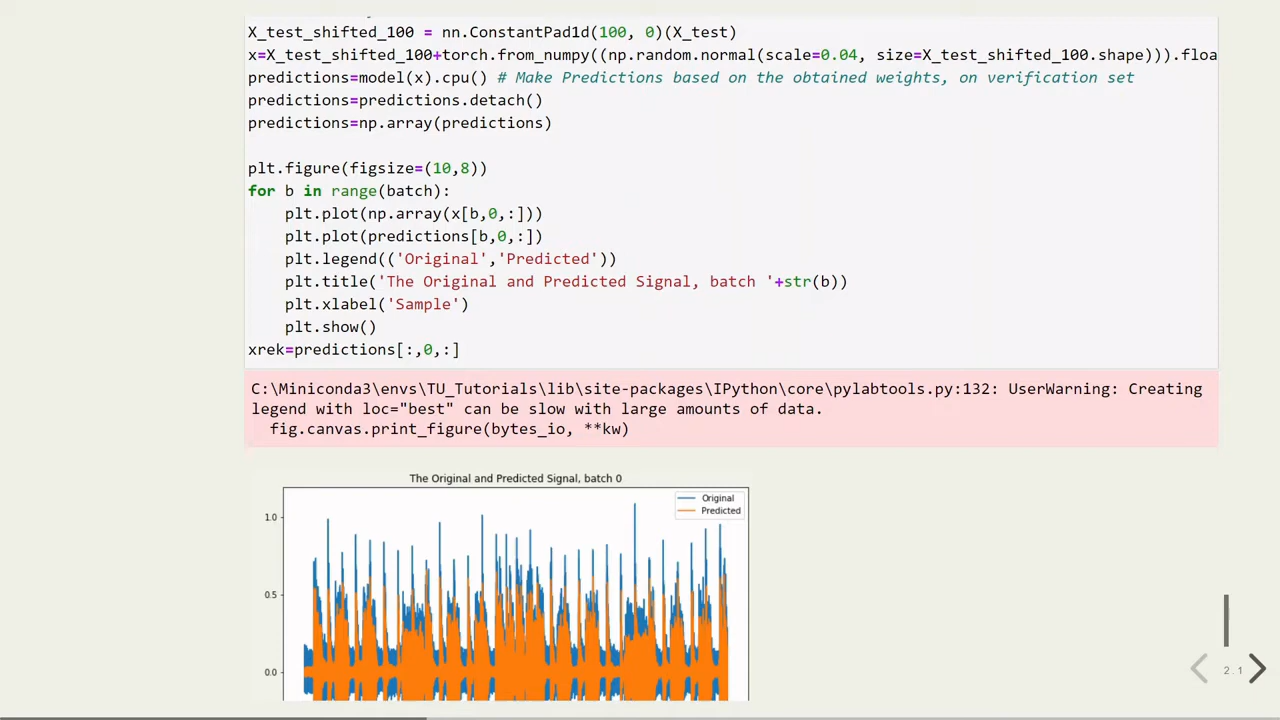 X_test_shifted_100 = nn.ConstantPad1d(100, 0)(X_test)
x=X_test_shifted_100+torch.from_numpy((np.random.normal(scale=0.04, size=X_test_shifted_100.shape))).floa
predictions=model(x).cpu() # Make Predictions based on the obtained weights, on verification set
predictions=predictions.detach()
predictions=np.array(predictions)
plt.figure(figsize=(10,8))
for b in range(batch):
    plt.plot(np.array(x[b,0,:]))
    plt.plot(predictions[b,0,:])
    plt.legend(('Original','Predicted'))
    plt.title('The Original and Predicted Signal, batch '+str(b))
    plt.xlabel('Sample')
    plt.show()
xrek=predictions[:,0,:]
C:\Miniconda3\envs\TU_Tutorials\lib\site-packages\IPython\core\pylabtools.py:132: UserWarning: Creating
legend with loc="best" can be slow with large amounts of data.
  fig.canvas.print_figure(bytes_io, **kw)
The Original and Predicted Signal, batch 0
Original
Predicted
1.0
0.5
0.0
2.1